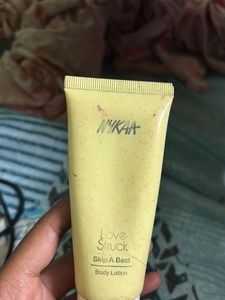 NYKAA
Love
Struck
Skip A Beat
Body Lotion